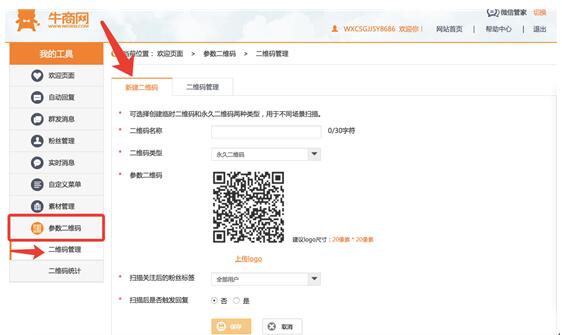 牛商网
WWW.NIUSHANG.COM
微信管家 切换
WXCSGJJSY8686 欢迎你！ 网站首页 | 帮助中心 | 退出
我的工具
当前位置： 欢迎页面 > 参数二维码 > 二维码管理
欢迎页面
自动回复
群发消息
粉丝管理
实时消息
自定义菜单
素材管理
参数二维码
二维码管理
二维码统计
新建二维码 二维码管理
* 可选择创建临时二维码和永久二维码两种类型，用于不同场景扫描。
* 二维码名称 0/30字符
* 二维码类型 永久二维码
* 参数二维码
建议logo尺寸：20像素 * 20像素
上传logo
* 扫描关注后的粉丝标签 全部用户
* 扫描后是否触发回复 否 是
保存 取消